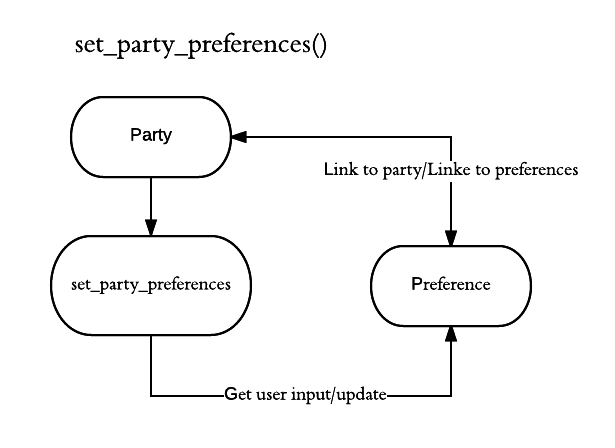 set_party_preferences()
Party
Link to party/Linke to preferences
set_party_preferences
Preference
Get user input/update